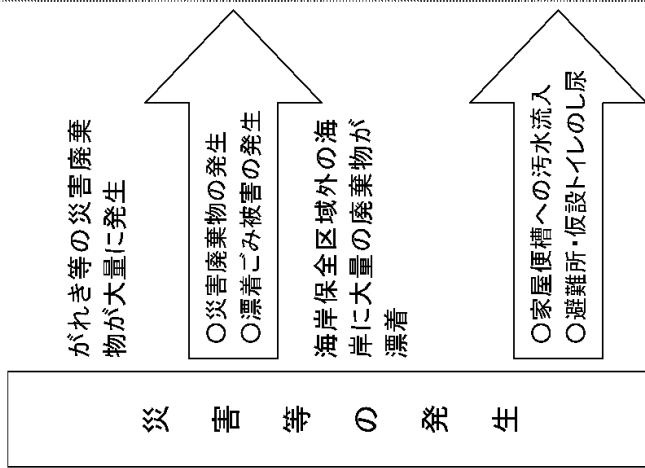 災害等の発生
がれき等の災害廃棄
物が大量に発生
〇災害廃棄物の発生
〇漂着ごみ被害の発生
海岸保全区域外の海
岸に大量の廃棄物が
漂着
〇家屋便槽への汚水流入
〇避難所・仮設トイレのし尿